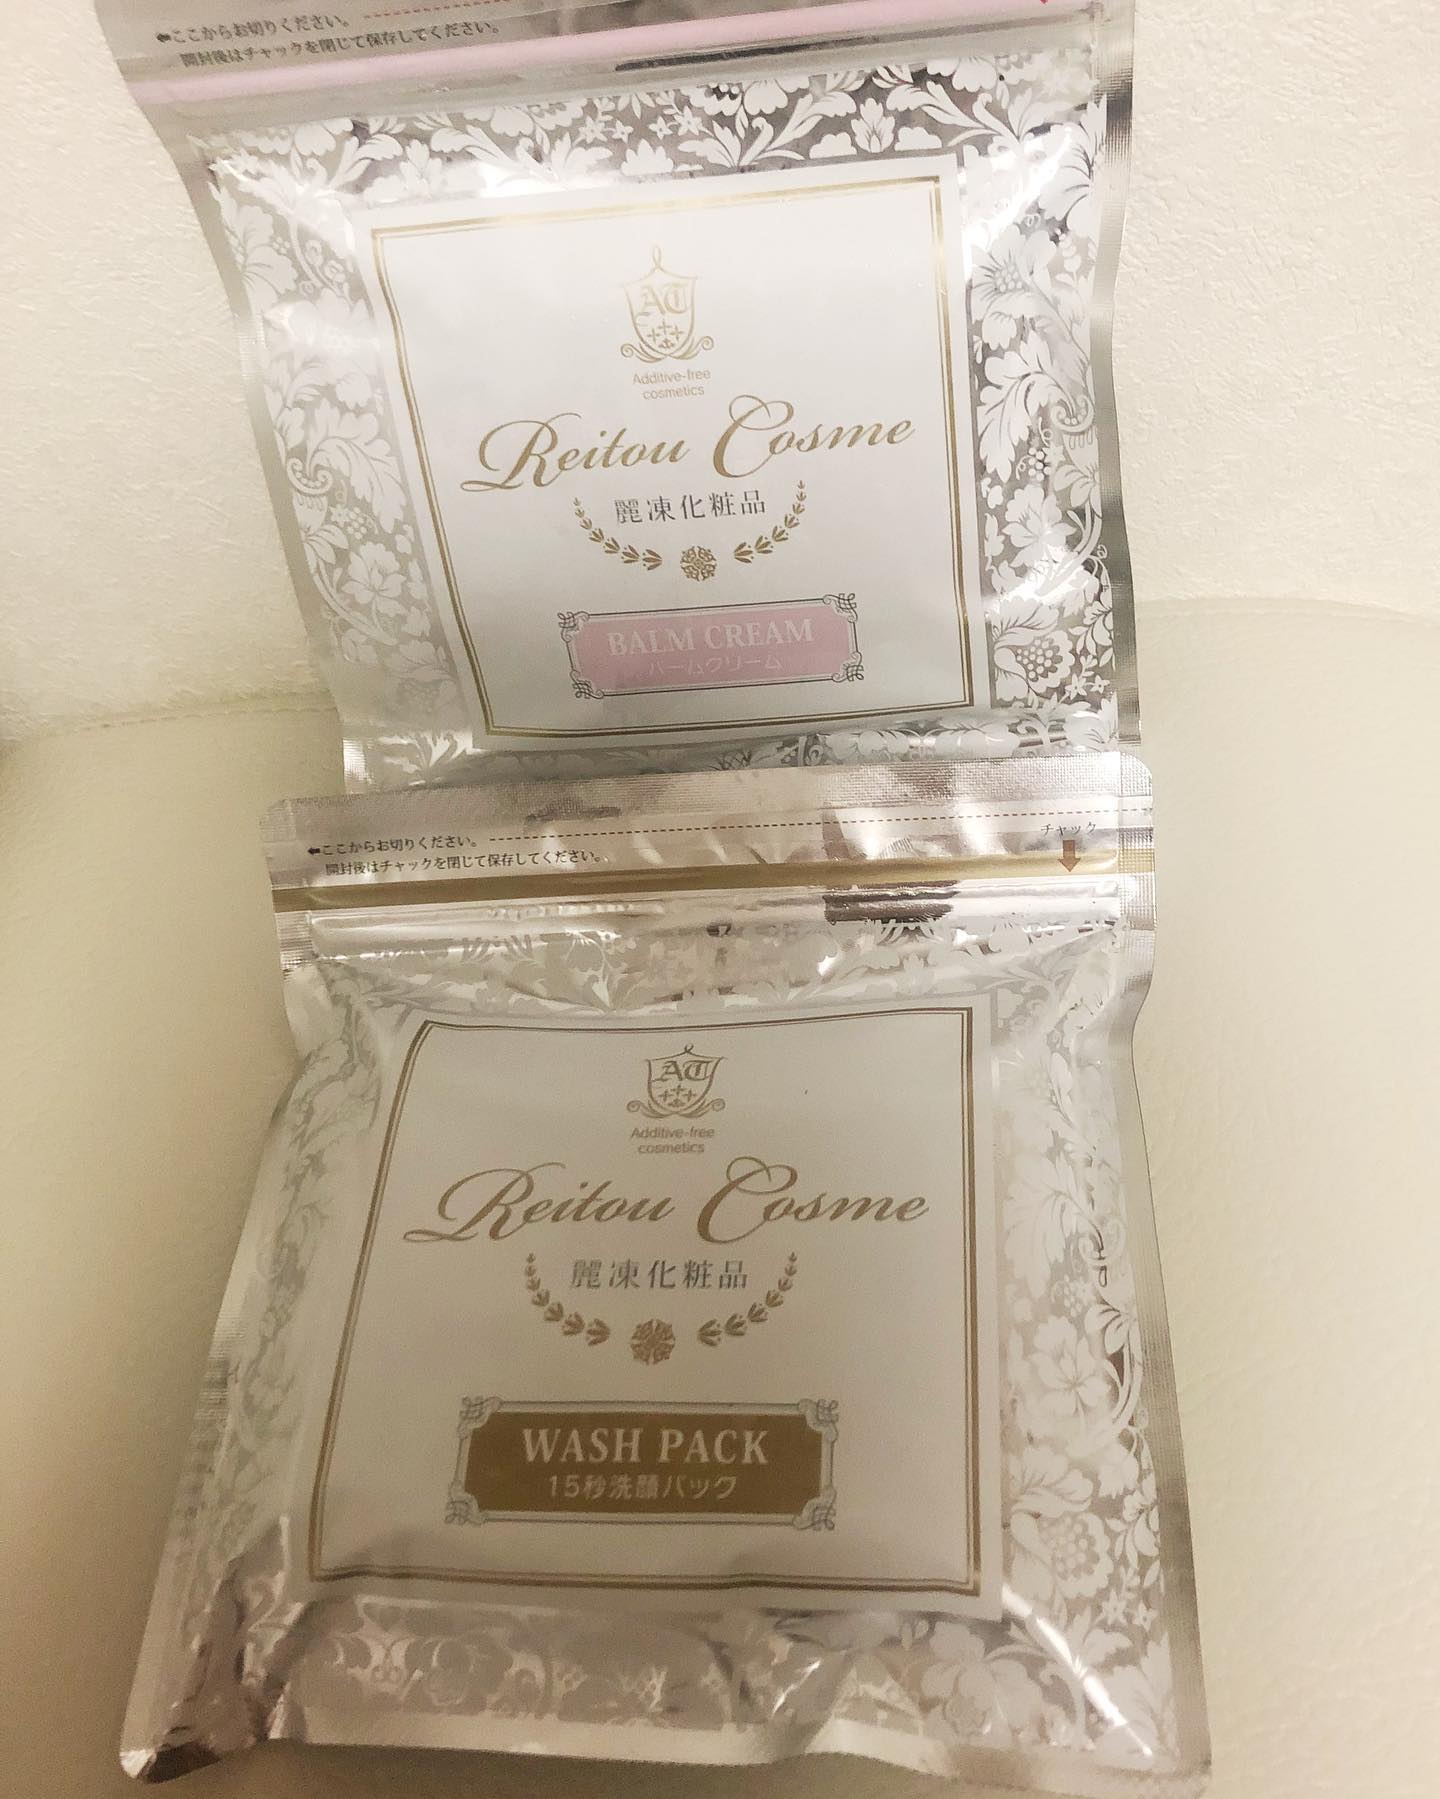 ⬅ここからお切りください。
開封後はチャックを閉じて保存してください。
AT
Additive-free
cosmetics
Reitou Cosme
麗凍化粧品
BALM CREAM
バームクリーム
⬅ここからお切りください。
開封後はチャックを閉じて保存してください。
チャック
AT
Additive-free
cosmetics
Reitou Cosme
麗凍化粧品
WASH PACK
15秒洗顔パック